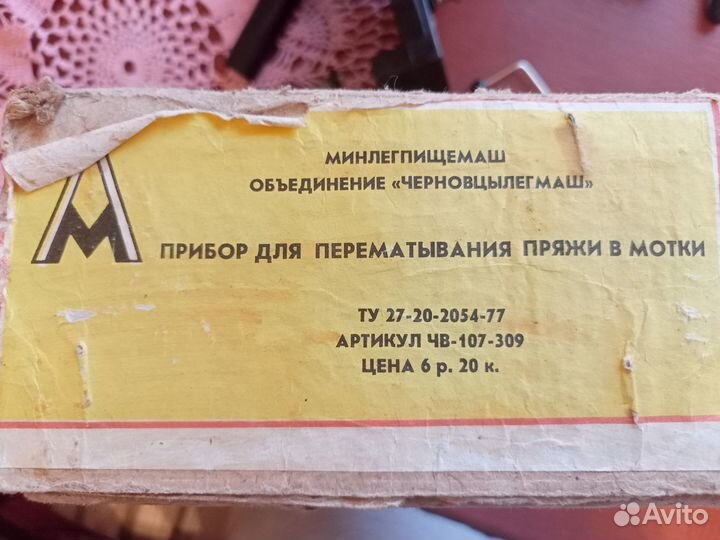 МИНЛЕГПИЩЕМАШ
ОБЪЕДИНЕНИЕ «ЧЕРНОВЦЫЛЕГМАШ»
М
ПРИБОР ДЛЯ ПЕРЕМАТЫВАНИЯ ПРЯЖИ В МОТКИ
ТУ 27-20-2054-77
АРТИКУЛ ЧВ-107-309
ЦЕНА 6 р. 20 к.
Avito